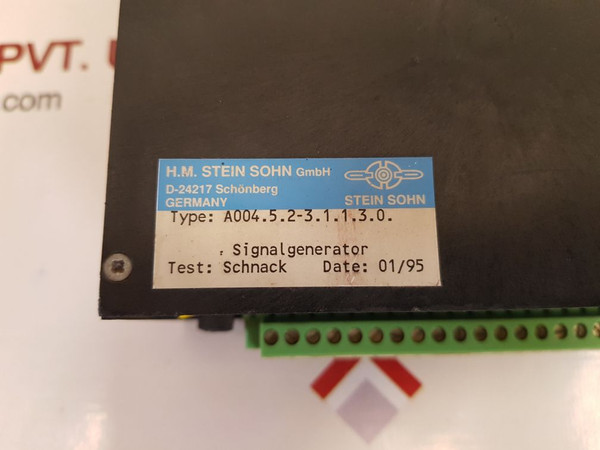 PVT.
com
H.M. STEIN SOHN GmbH
D-24217 Schönberg
GERMANY
STEIN SOHN
Type: A004.5.2-3.1.1.3.0.
Signalgenerator
Test: Schnack Date: 01/95